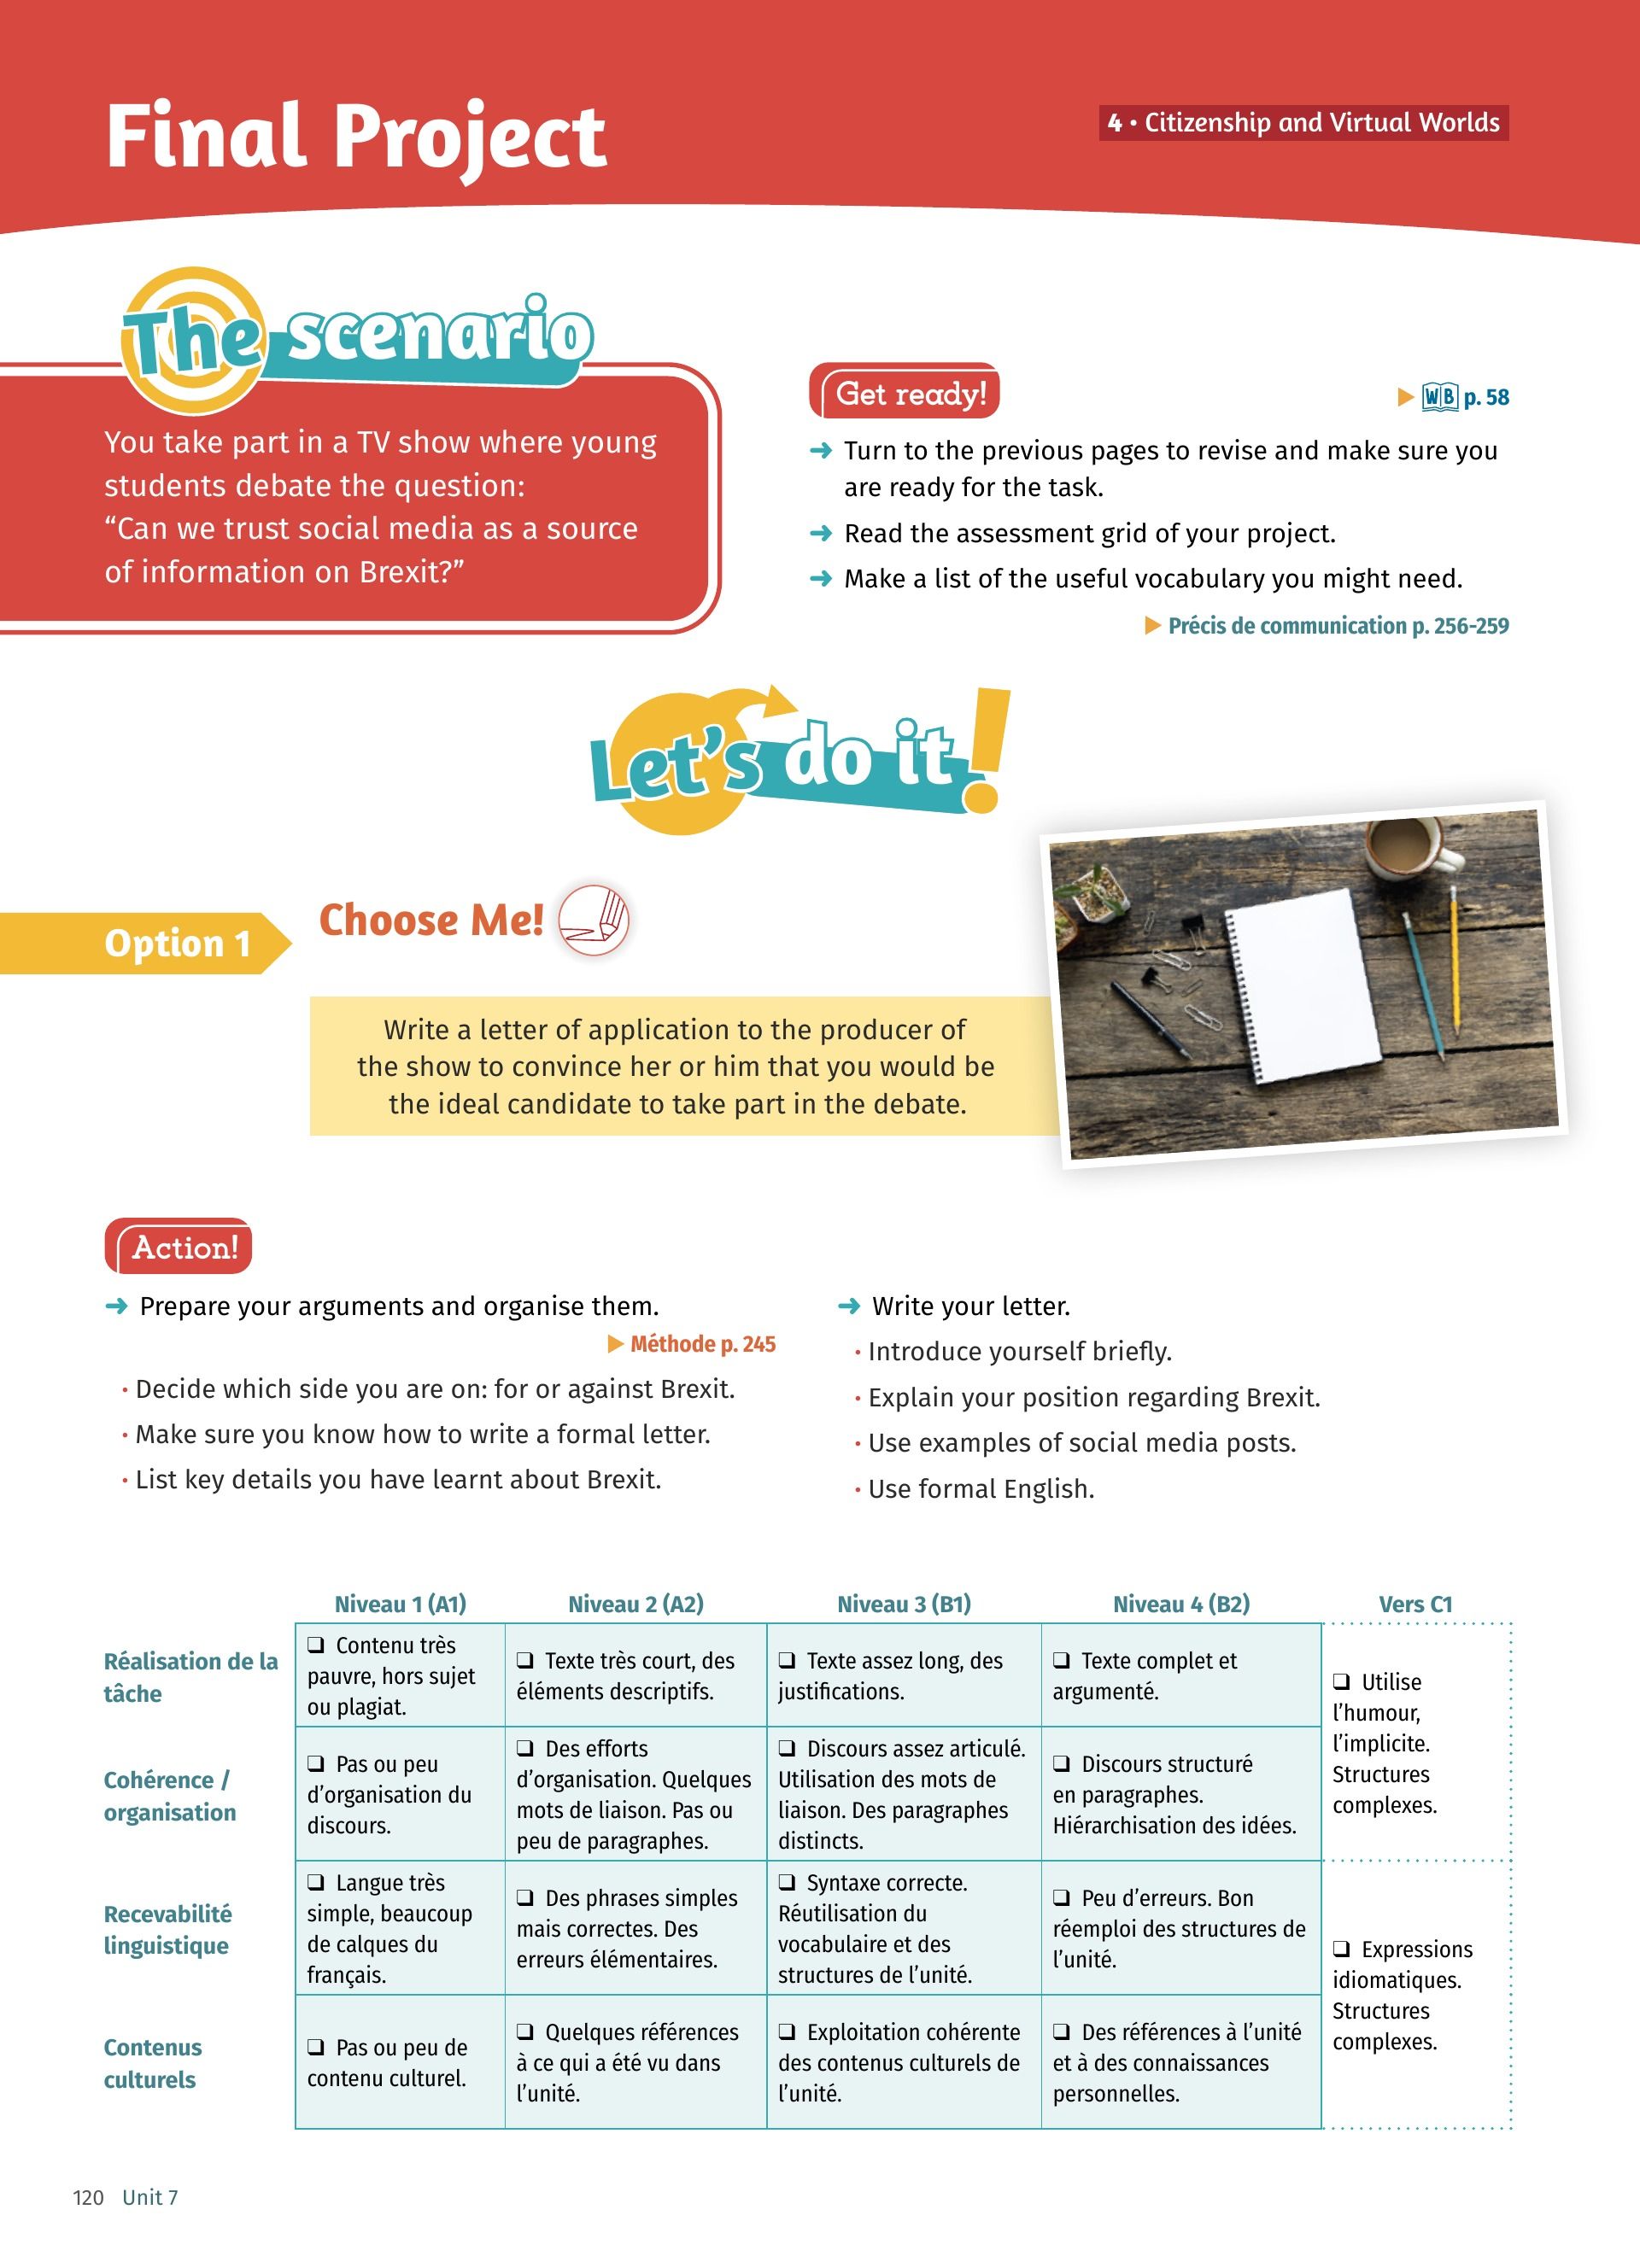 Final Project
4 • Citizenship and Virtual Worlds
The scenario
You take part in a TV show where young
students debate the question:
“Can we trust social media as a source
of information on Brexit?”
Get ready!
WB p. 58
➜ Turn to the previous pages to revise and make sure you
are ready for the task.
➜ Read the assessment grid of your project.
➜ Make a list of the useful vocabulary you might need.
Précis de communication p. 256-259
Let’s do it!
Option 1
Choose Me!
Write a letter of application to the producer of
the show to convince her or him that you would be
the ideal candidate to take part in the debate.
Action!
➜ Prepare your arguments and organise them.
Méthode p. 245
· Decide which side you are on: for or against Brexit.
· Make sure you know how to write a formal letter.
· List key details you have learnt about Brexit.
➜ Write your letter.
· Introduce yourself briefly.
· Explain your position regarding Brexit.
· Use examples of social media posts.
· Use formal English.
Niveau 1 (A1)
Niveau 2 (A2)
Niveau 3 (B1)
Niveau 4 (B2)
Vers C1
Réalisation de la
tâche
❑ Contenu très
pauvre, hors sujet
ou plagiat.
❑ Texte très court, des
éléments descriptifs.
❑ Texte assez long, des
justifications.
❑ Texte complet et
argumenté.
❑ Utilise
l’humour,
l’implicite.
Structures
complexes.
Cohérence /
organisation
❑ Pas ou peu
d’organisation du
discours.
❑ Des efforts
d’organisation. Quelques
mots de liaison. Pas ou
peu de paragraphes.
❑ Discours assez articulé.
Utilisation des mots de
liaison. Des paragraphes
distincts.
❑ Discours structuré
en paragraphes.
Hiérarchisation des idées.
Recevabilité
linguistique
❑ Langue très
simple, beaucoup
de calques du
français.
❑ Des phrases simples
mais correctes. Des
erreurs élémentaires.
❑ Syntaxe correcte.
Réutilisation du
vocabulaire et des
structures de l’unité.
❑ Peu d’erreurs. Bon
réemploi des structures de
l’unité.
❑ Expressions
idiomatiques.
Structures
complexes.
Contenus
culturels
❑ Pas ou peu de
contenu culturel.
❑ Quelques références
à ce qui a été vu dans
l’unité.
❑ Exploitation cohérente
des contenus culturels de
l’unité.
❑ Des références à l’unité
et à des connaissances
personnelles.
120 Unit 7